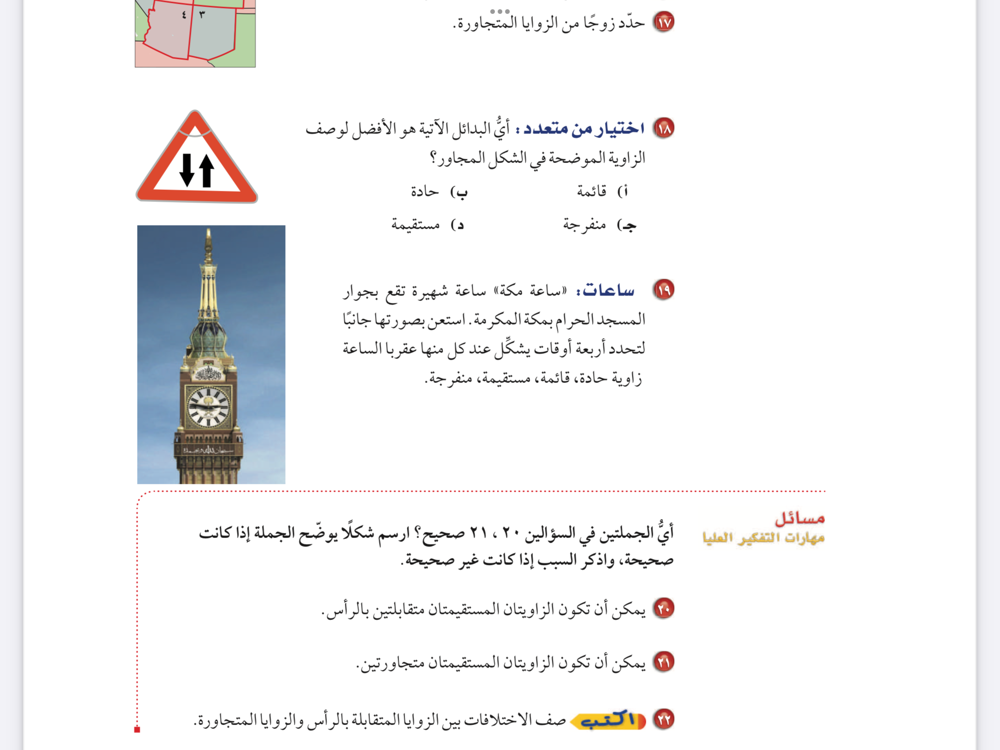 ٤ ٣
١٧ حدّد زوجًا من الزوايا المتجاورة.
١٨ اختيار من متعدد: أيُّ البدائل الآتية هو الأفضل لوصف
الزاوية الموضحة في الشكل المجاور؟
أ) قائمة ب) حادة
جـ) منفرجة د) مستقيمة
١٩ ساعات: «ساعة مكة» ساعة شهيرة تقع بجوار
المسجد الحرام بمكة المكرمة. استعن بصورتها جانبًا
لتحدد أربعة أوقات يشكِّل عند كل منها عقربا الساعة
زاوية حادة، قائمة، مستقيمة، منفرجة.
سبحان الله وبحمده
مسائل
مهارات التفكير العليا
أيُّ الجملتين في السؤالين ٢٠ ، ٢١ صحيح؟ ارسم شكلًا يوضّح الجملة إذا كانت
صحيحة، واذكر السبب إذا كانت غير صحيحة.
٢٠ يمكن أن تكون الزاويتان المستقيمتان متقابلتين بالرأس.
٢١ يمكن أن تكون الزاويتان المستقيمتان متجاورتين.
٢٢ اكتب صف الاختلافات بين الزوايا المتقابلة بالرأس والزوايا المتجاورة.